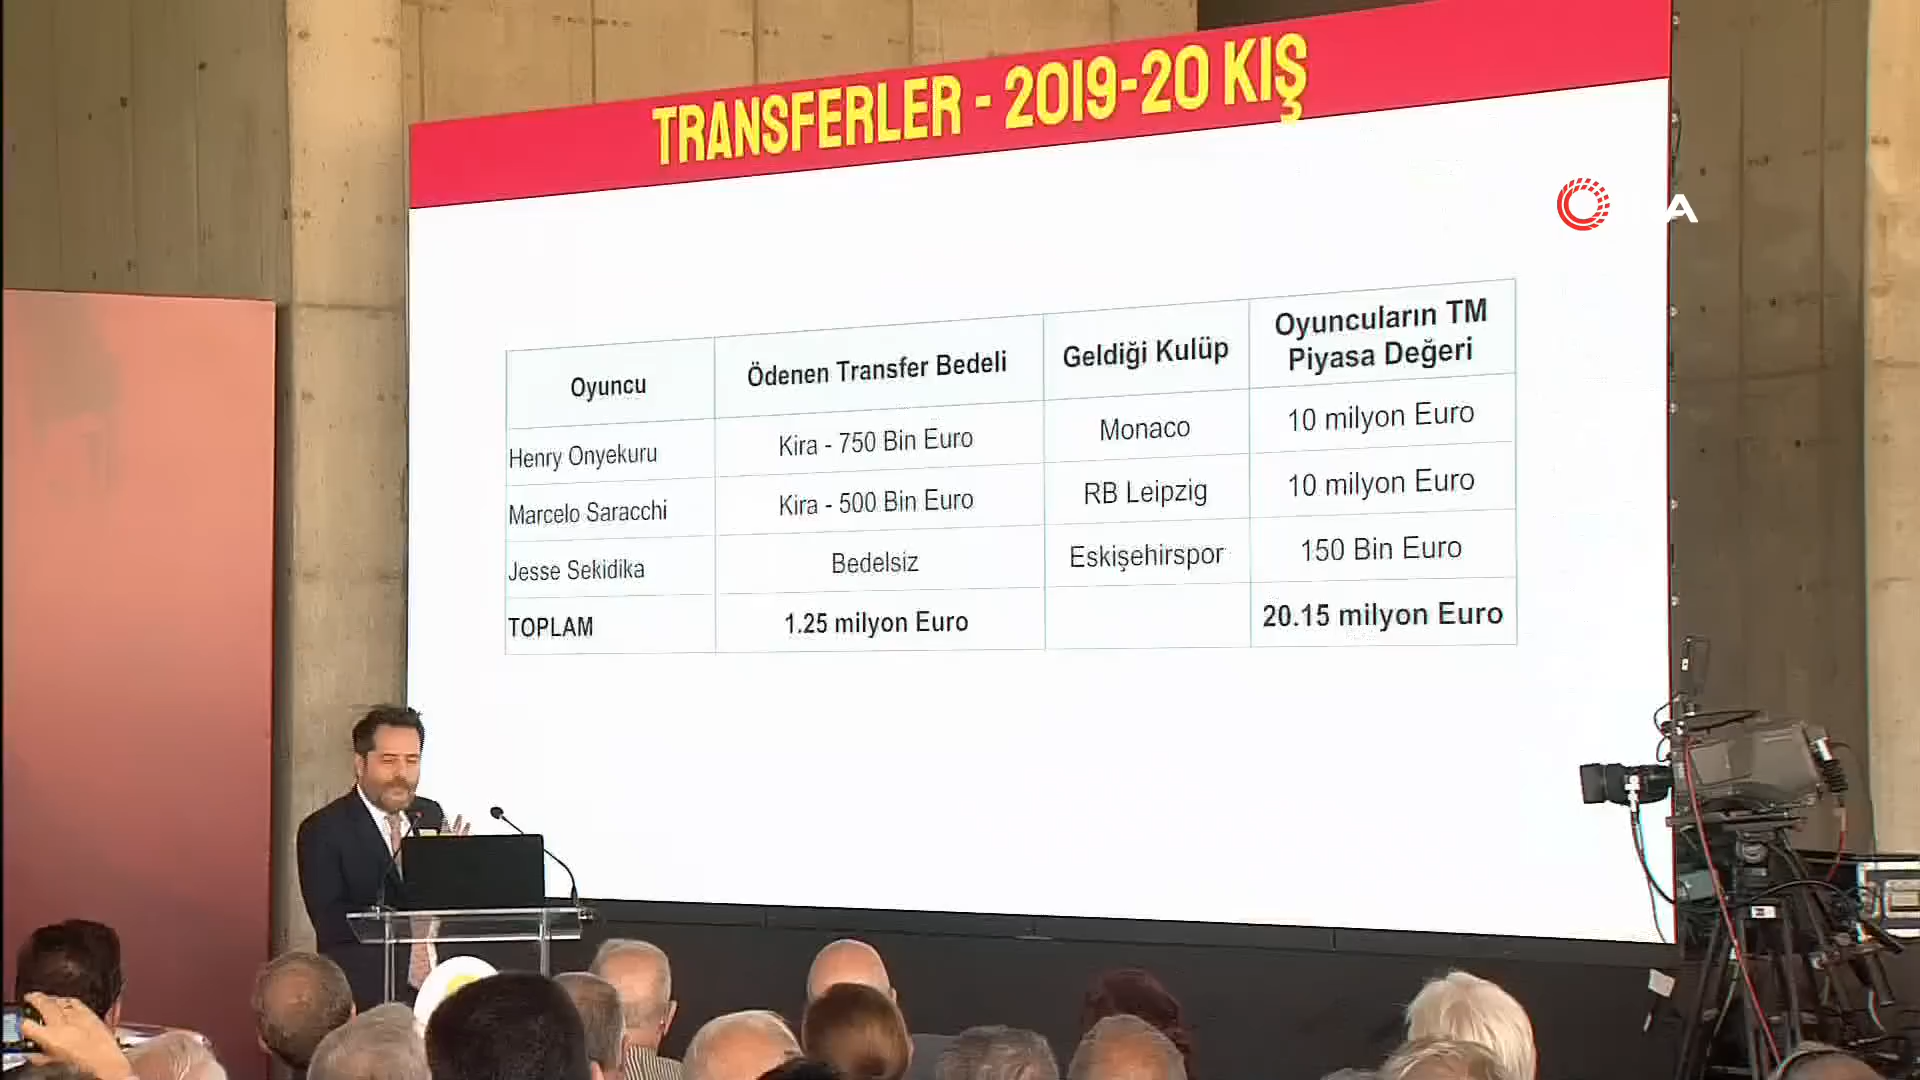 TRANSFERLER - 2019-20 KIŞ
A
Oyuncu
Ödenen Transfer Bedeli
Geldiği Kulüp
Oyuncuların TM
Piyasa Değeri
Henry Onyekuru
Kira - 750 Bin Euro
Monaco
10 milyon Euro
Marcelo Saracchi
Kira - 500 Bin Euro
RB Leipzig
10 milyon Euro
Jesse Sekidika
Bedelsiz
Eskişehirspor
150 Bin Euro
TOPLAM
1.25 milyon Euro
20.15 milyon Euro